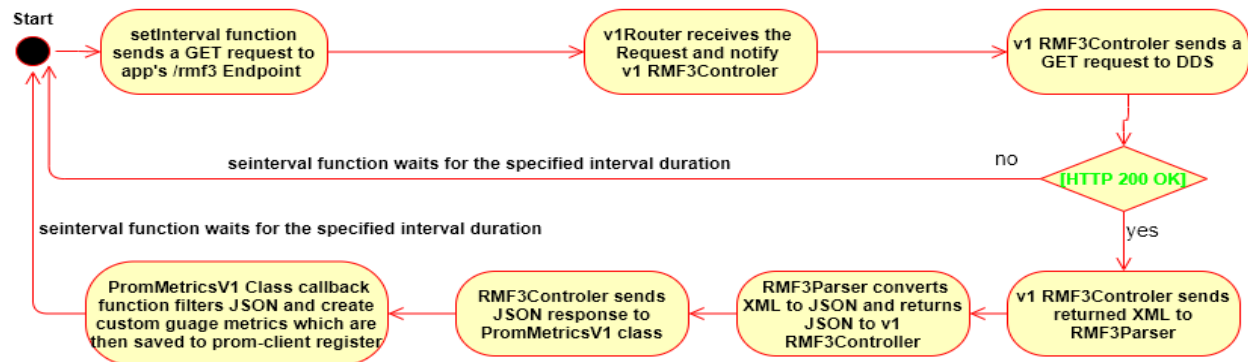 Start
setInterval function
sends a GET request to
app's /rmf3 Endpoint
v1Router receives the
Request and notify
v1 RMF3Controler
v1 RMF3Controler sends a
GET request to DDS
seinterval function waits for the specified interval duration
no
[HTTP 200 OK]
yes
seinterval function waits for the specified interval duration
PromMetricsV1 Class callback
function filters JSON and create
custom guage metrics which are
then saved to prom-client register
RMF3Controler sends
JSON response to
PromMetricsV1 class
RMF3Parser converts
XML to JSON and returns
JSON to v1
RMF3Controller
v1 RMF3Controler sends
returned XML to
RMF3Parser